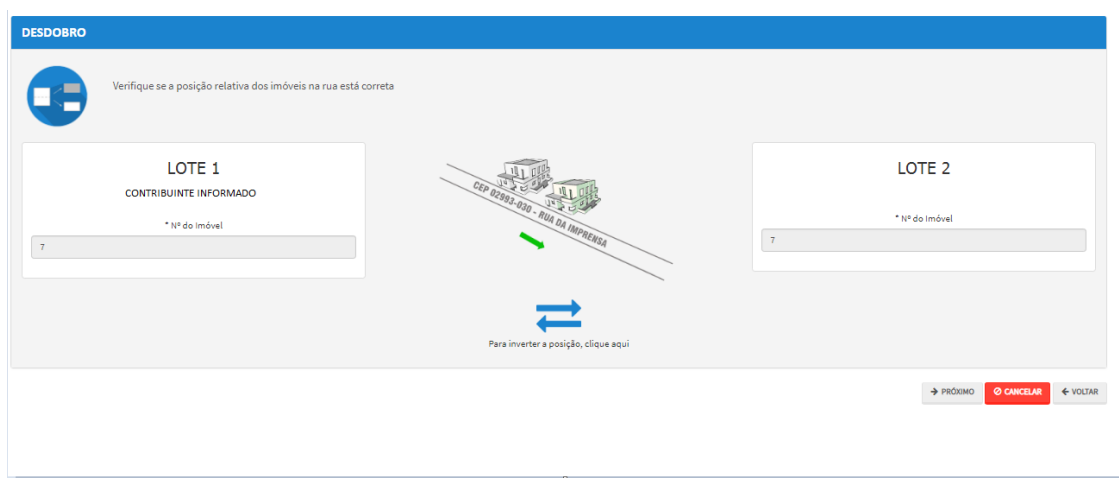 DESDOBRO
Verifique se a posição relativa dos imóveis na rua está correta
LOTE 1
CONTRIBUINTE INFORMADO
* Nº do Imóvel
7
CEP 02993-030 - RUA DA IMPRENSA
LOTE 2
* Nº do Imóvel
7
Para inverter a posição, clique aqui
PRÓXIMO CANCELAR VOLTAR